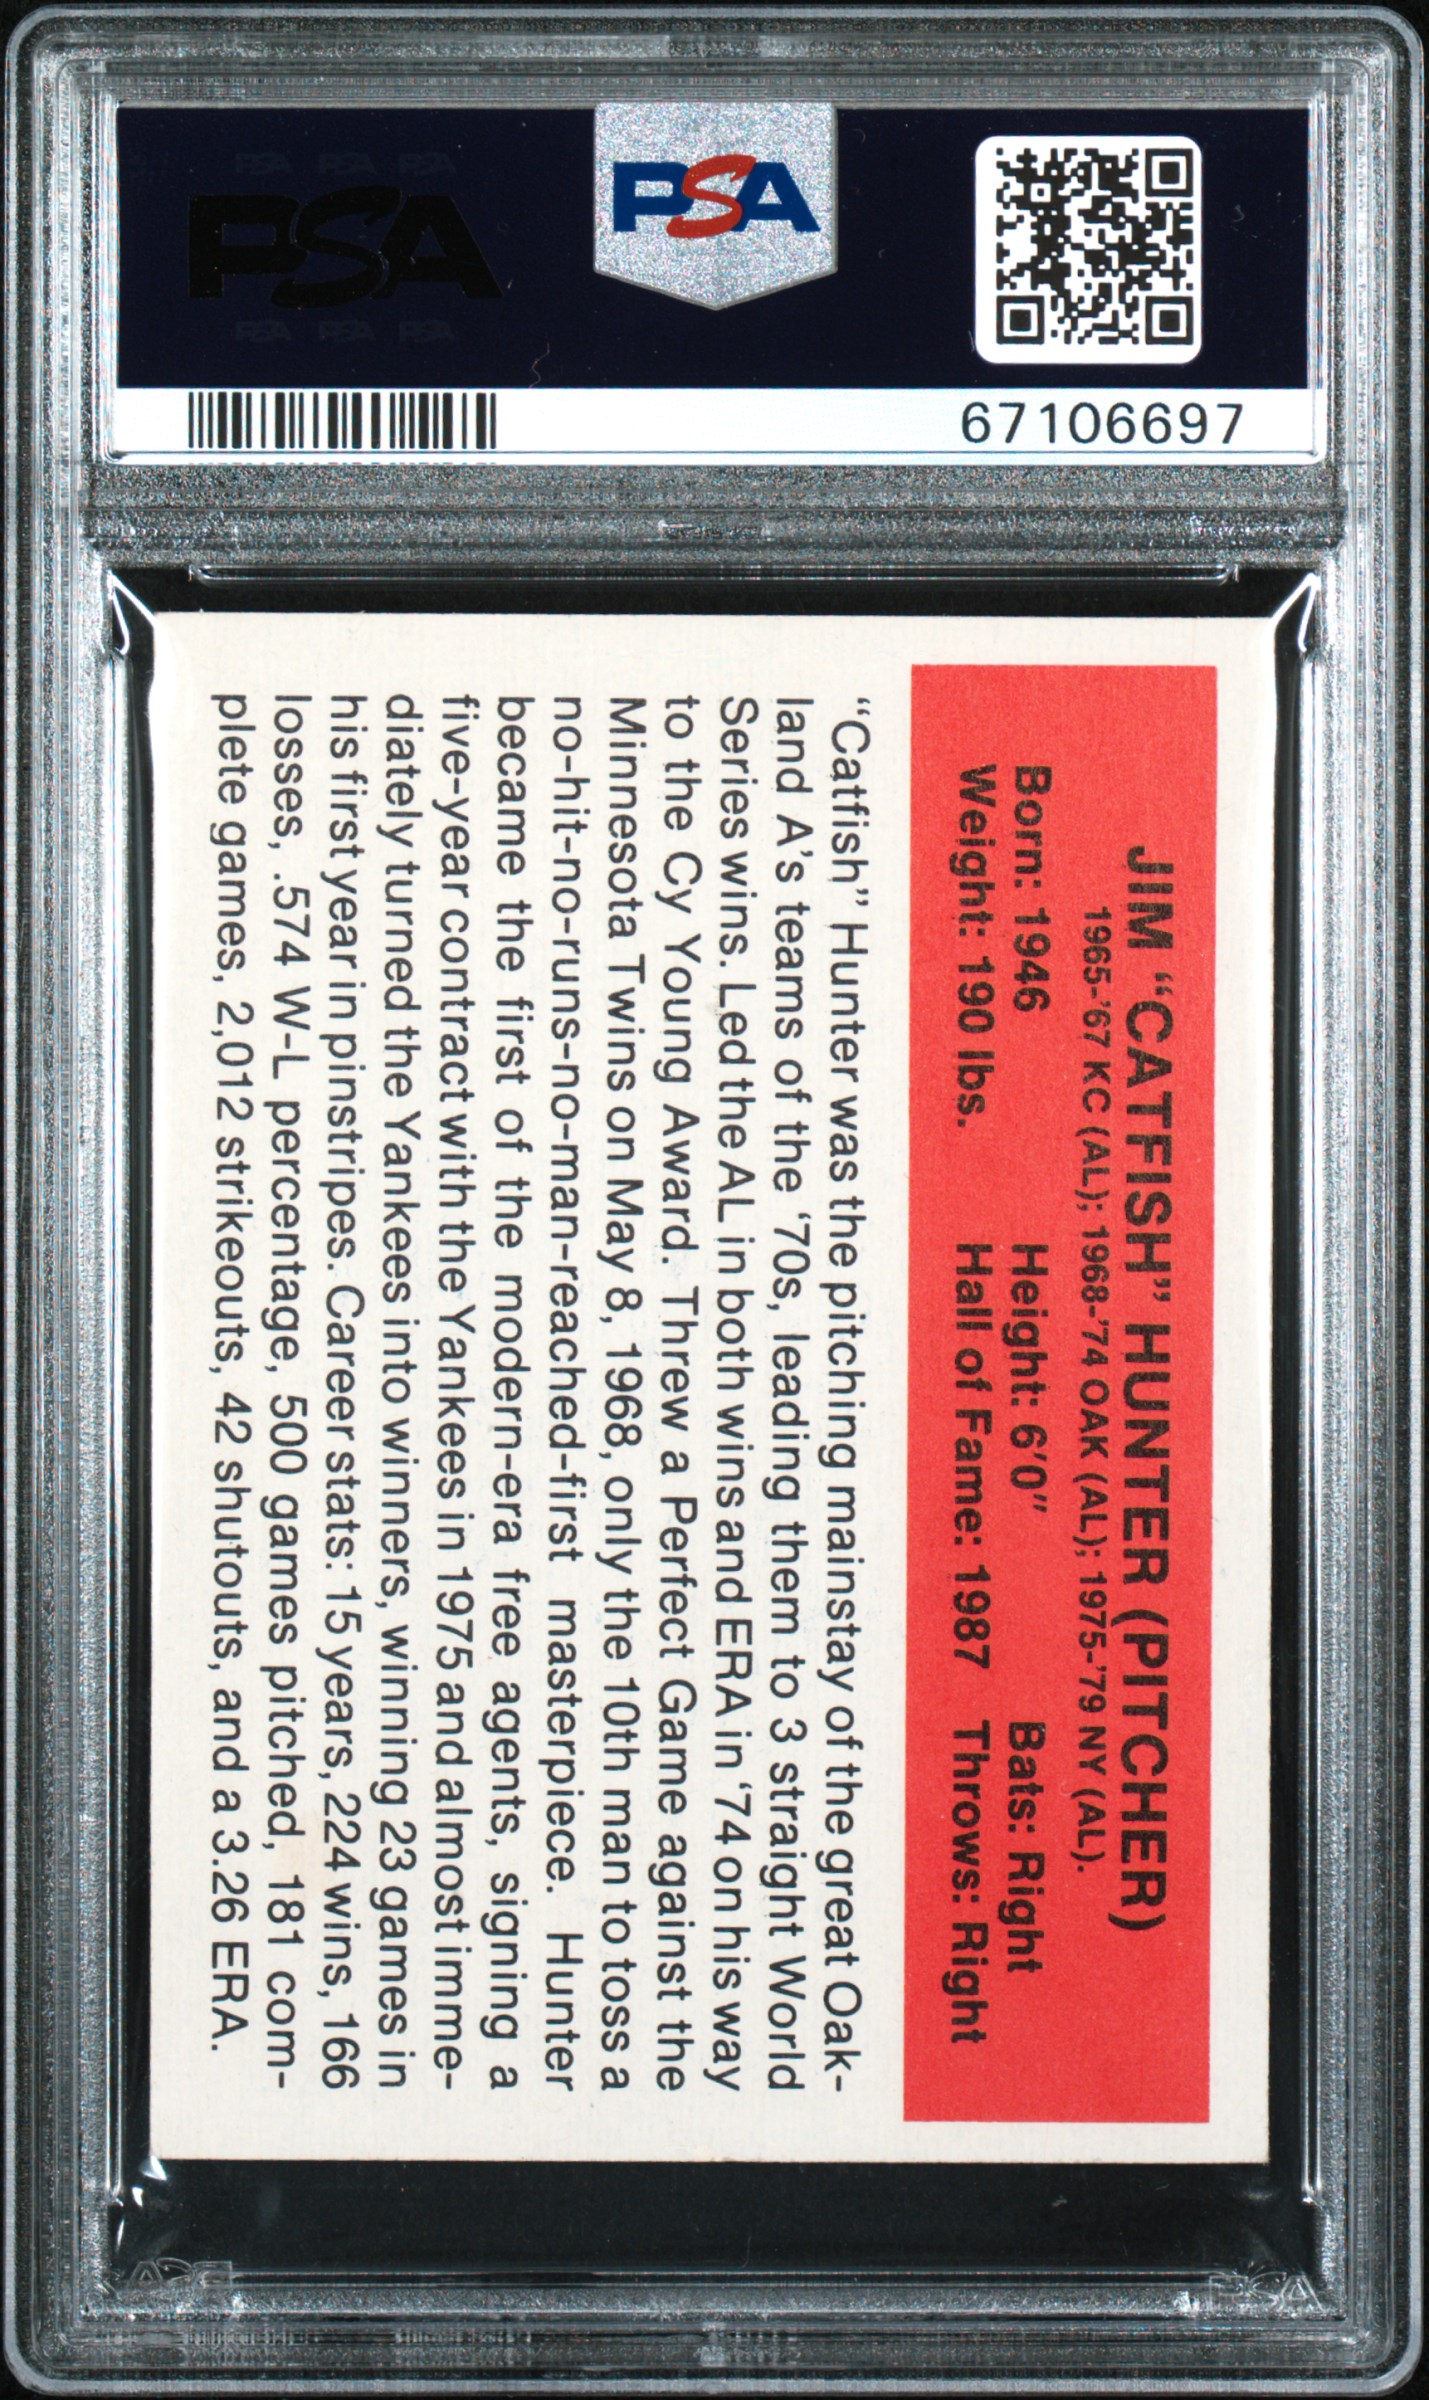 PSA PSA PSA
PSA
PSA PSA PSA
PSA
67106697
JIM “CATFISH” HUNTER (PITCHER)
1965-’67 KC (AL); 1968-’74 OAK (AL); 1975-’79 NY (AL).
Born: 1946 Height: 6’0” Bats: Right
Weight: 190 lbs. Hall of Fame: 1987 Throws: Right
“Catfish” Hunter was the pitching mainstay of the great Oak-
land A’s teams of the ’70s, leading them to 3 straight World
Series wins. Led the AL in both wins and ERA in ’74 on his way
to the Cy Young Award. Threw a Perfect Game against the
Minnesota Twins on May 8, 1968, only the 10th man to toss a
no-hit-no-runs-no-man-reached-first masterpiece. Hunter
became the first of the modern-era free agents, signing a
five-year contract with the Yankees in 1975 and almost imme-
diately turned the Yankees into winners, winning 23 games in
his first year in pinstripes. Career stats: 15 years, 224 wins, 166
losses, .574 W-L percentage, 500 games pitched, 181 com-
plete games, 2,012 strikeouts, 42 shutouts, and a 3.26 ERA.
PSA
PSA